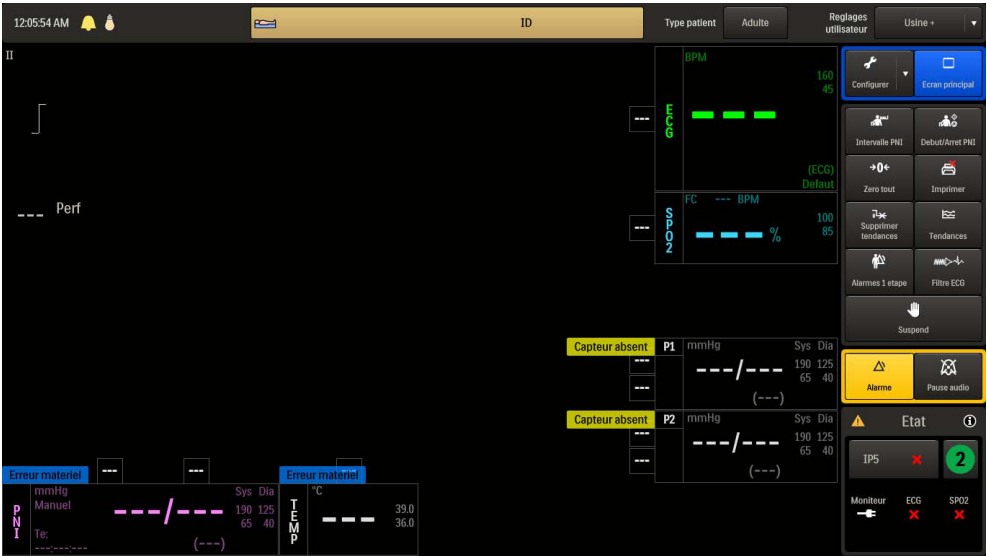 12:05:54 AM
ID
Type patient
Adulte
Reglages
utilisateur
Usine +
II
BPM
160
45
ECG
---
---
(ECG)
Defaut
Configurer
Ecran principal
Intervalle PNI
Debut/Arret PNI
→0←
Zero tout
Imprimer
Supprimer
tendances
Tendances
Alarmes 1 etape
Filtre ECG
Suspend
--- Perf
FC --- BPM
100
85
SPO2
---
--- %
Capteur absent
P1
mmHg
Sys Dia
190 125
65 40
---
---
---/---
(---)
Capteur absent
P2
mmHg
Sys Dia
190 125
65 40
---
---
---/---
(---)
Alarme
Pause audio
Etat
IP5
2
Moniteur
ECG
SPO2
Erreur materiel
---
---
PNI
mmHg
Manuel
Sys Dia
190 125
65 40
---/---
Te:
---:---:---
(---)
Erreur materiel
TEMP
°C
39.0
36.0
---